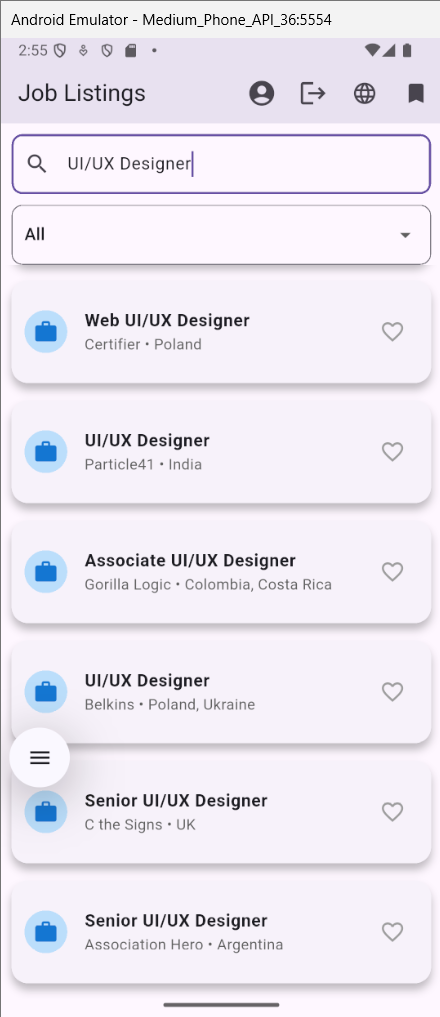 Android Emulator - Medium_Phone_API_36:5554
2:55
Job Listings
UI/UX Designer
All
Web UI/UX Designer
Certifier • Poland
UI/UX Designer
Particle41 • India
Associate UI/UX Designer
Gorilla Logic • Colombia, Costa Rica
UI/UX Designer
Belkins • Poland, Ukraine
Senior UI/UX Designer
C the Signs • UK
Senior UI/UX Designer
Association Hero • Argentina